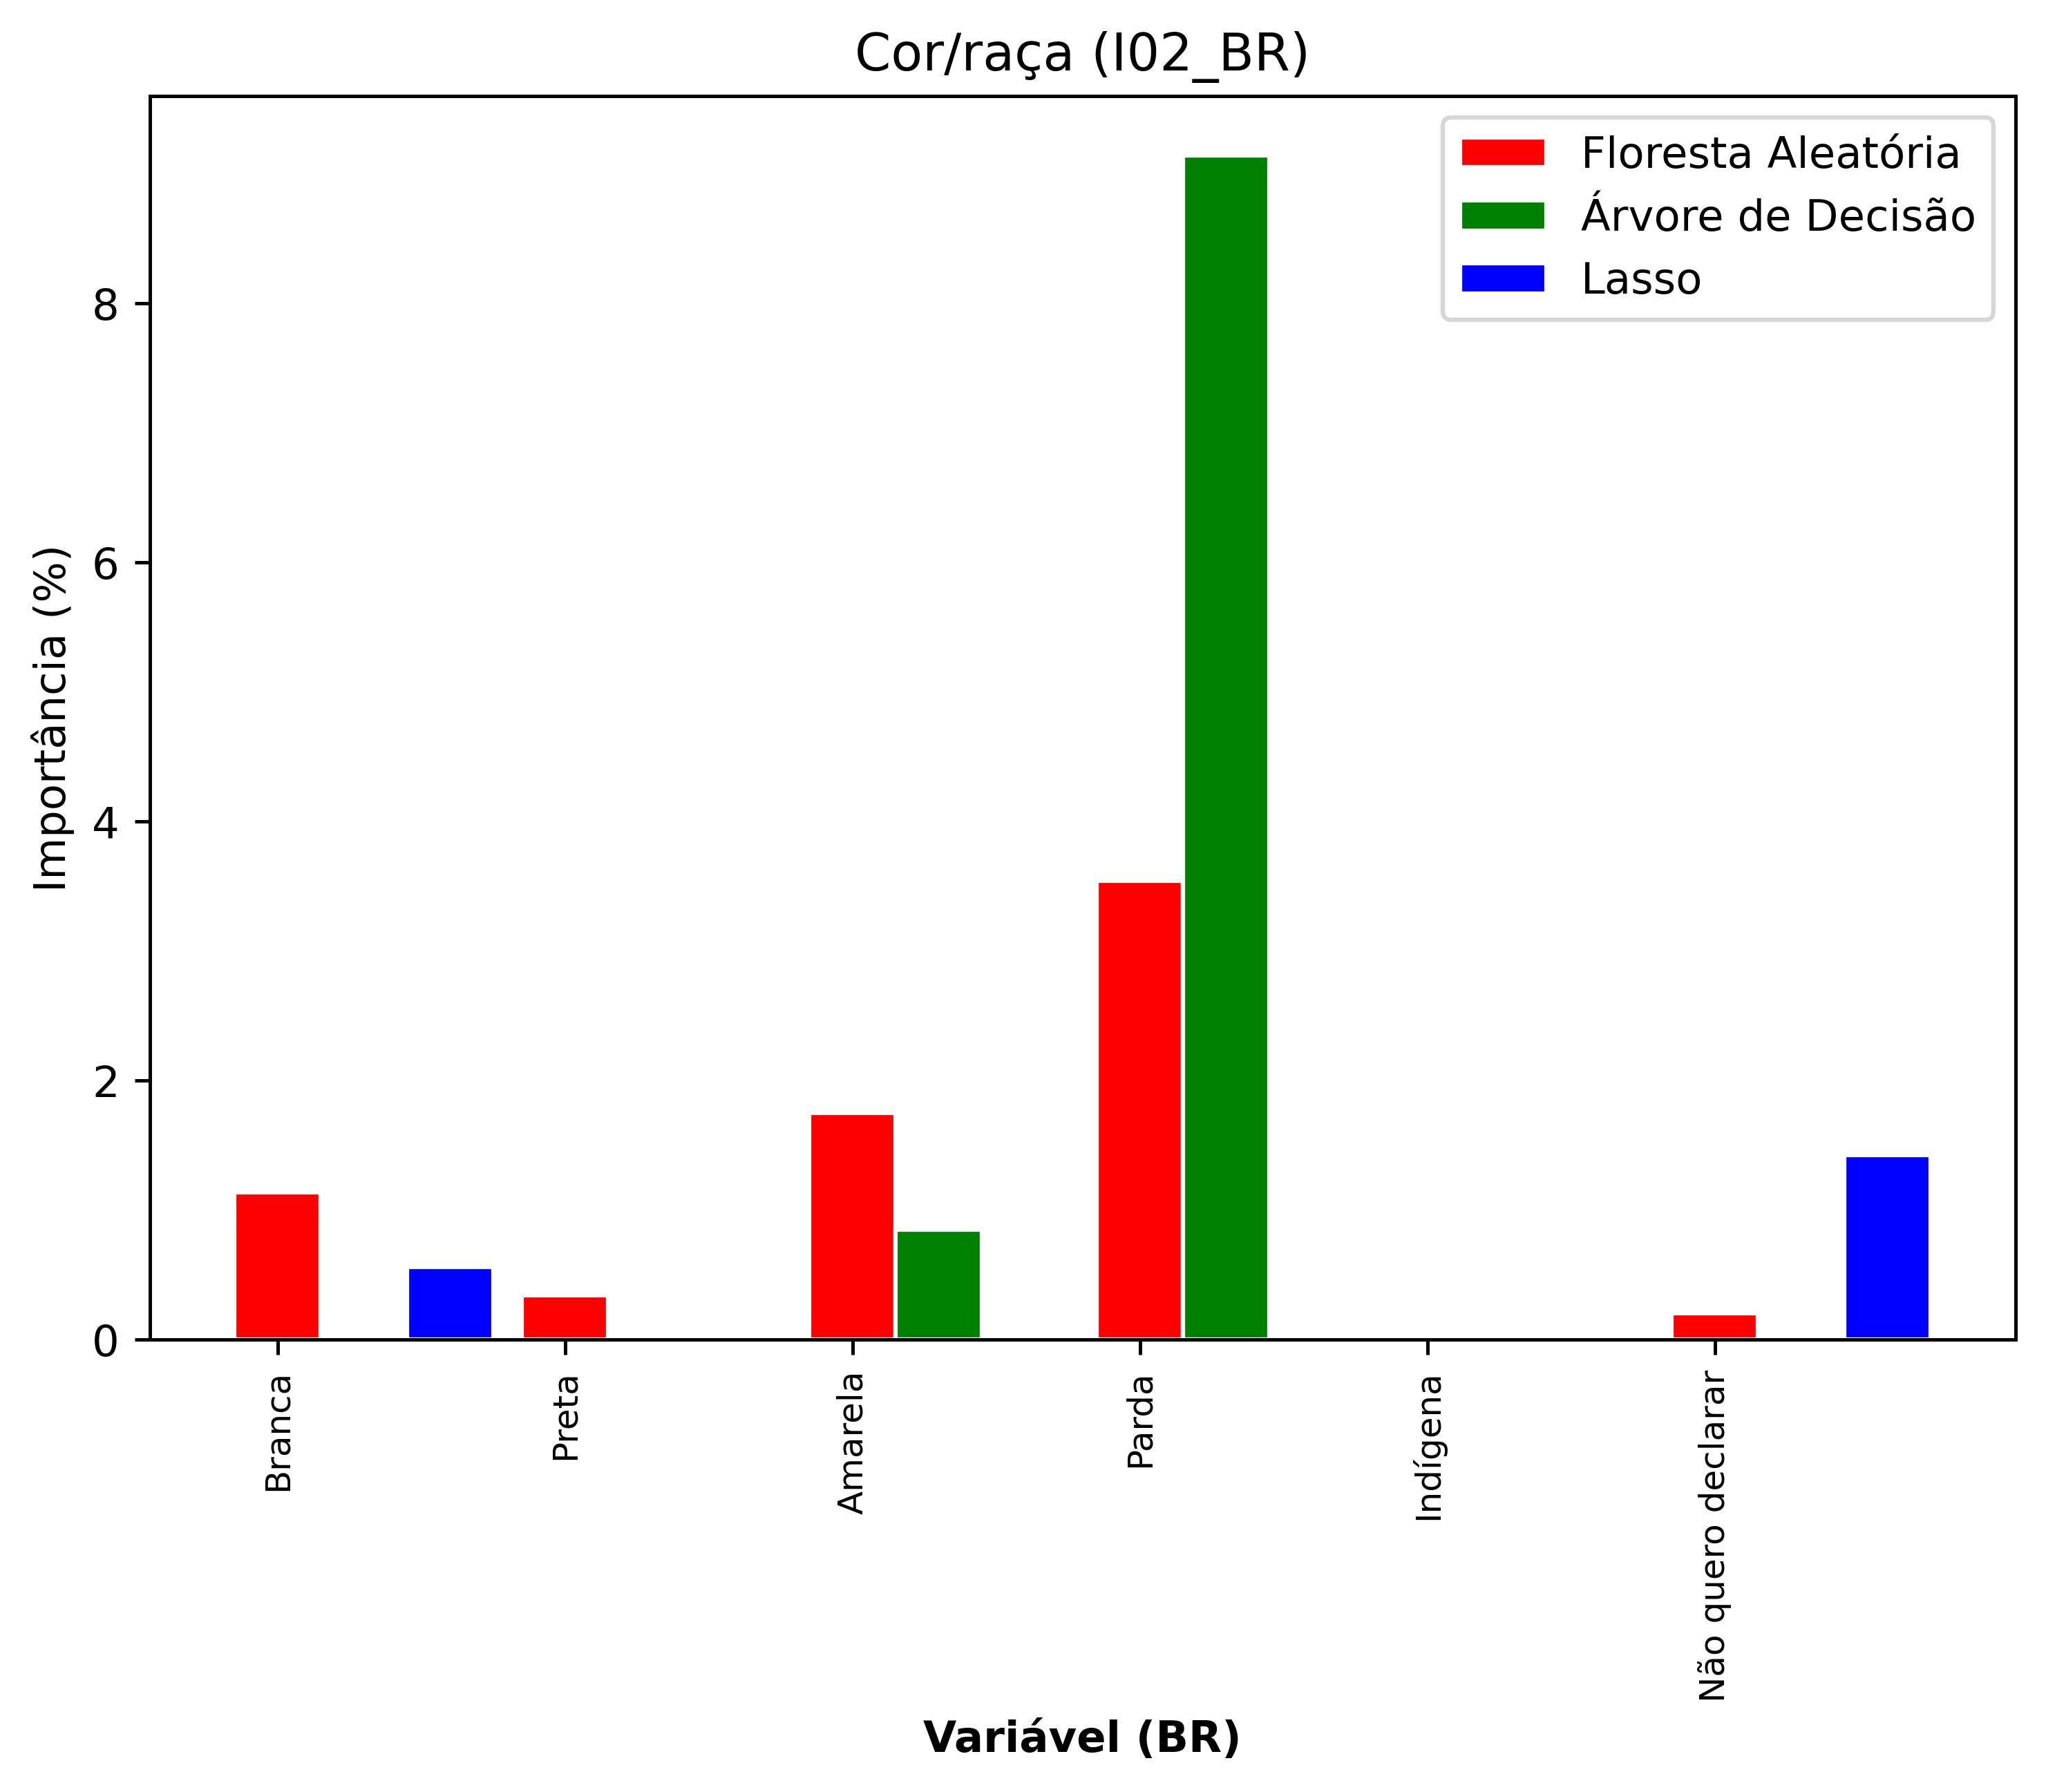 Cor/raça (I02_BR)
Floresta Aleatória
Árvore de Decisão
Lasso
Importância (%)
8
6
4
2
0
Branca
Preta
Amarela
Parda
Indígena
Não quero declarar
Variável (BR)